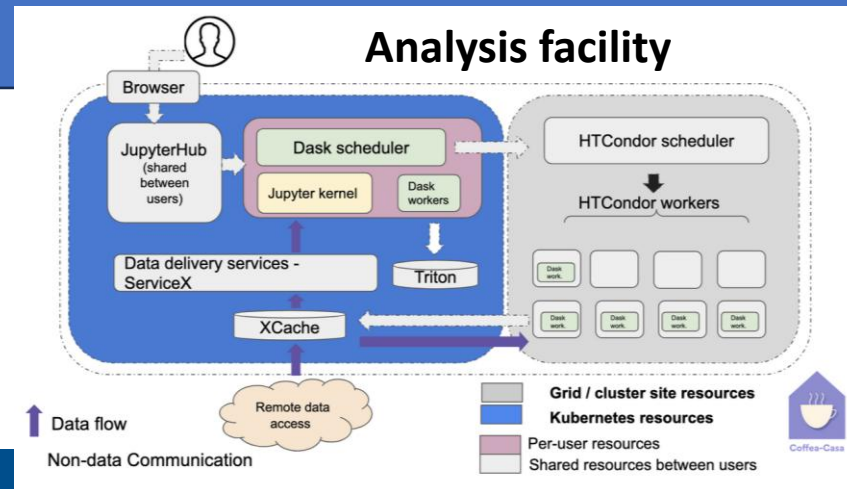 Analysis facility
Browser
JupyterHub
(shared
between
users)
Dask scheduler
Jupyter kernel
Dask
workers
HTCondor scheduler
HTCondor workers
Data delivery services -
ServiceX
Triton
XCache
Dask
work.
Dask
work.
Dask
work.
Dask
work.
Dask
work.
Remote data
access
Data flow
Non-data Communication
Grid / cluster site resources
Kubernetes resources
Per-user resources
Shared resources between users
Coffea-Casa